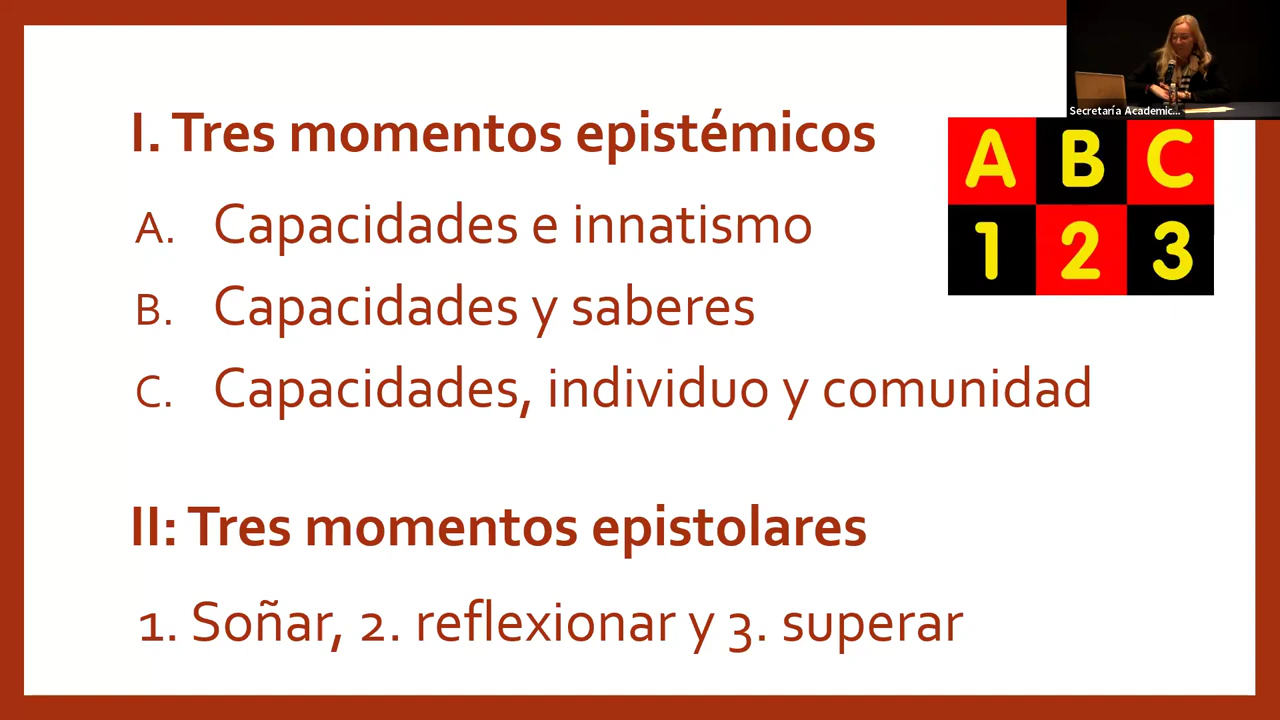 Secretaría Academic...
I. Tres momentos epistémicos
A B C
1 2 3
A. Capacidades e innatismo
B. Capacidades y saberes
C. Capacidades, individuo y comunidad
II: Tres momentos epistolares
1. Soñar, 2. reflexionar y 3. superar